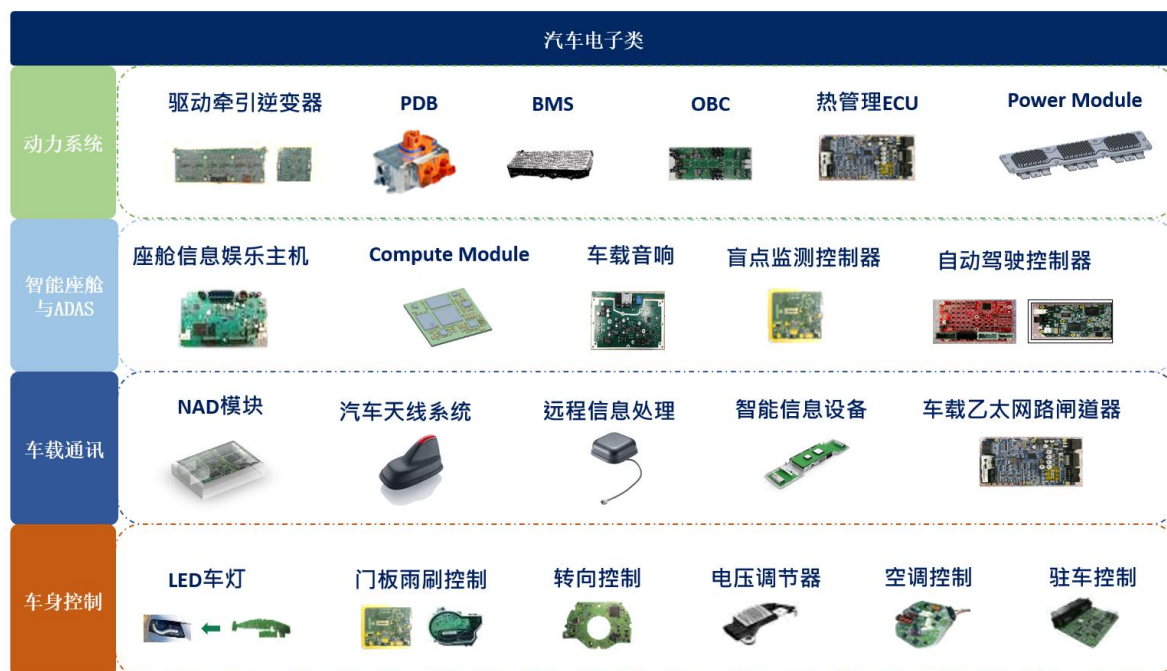 汽车电子类
动力系统
驱动牵引逆变器
PDB
BMS
OBC
热管理ECU
Power Module
智能座舱
与ADAS
座舱信息娱乐主机
Compute Module
车载音响
盲点监测控制器
自动驾驶控制器
车载通讯
NAD模块
汽车天线系统
远程信息处理
智能信息设备
车载乙太网路闸道器
车身控制
LED车灯
门板雨刷控制
转向控制
电压调节器
空调控制
驻车控制